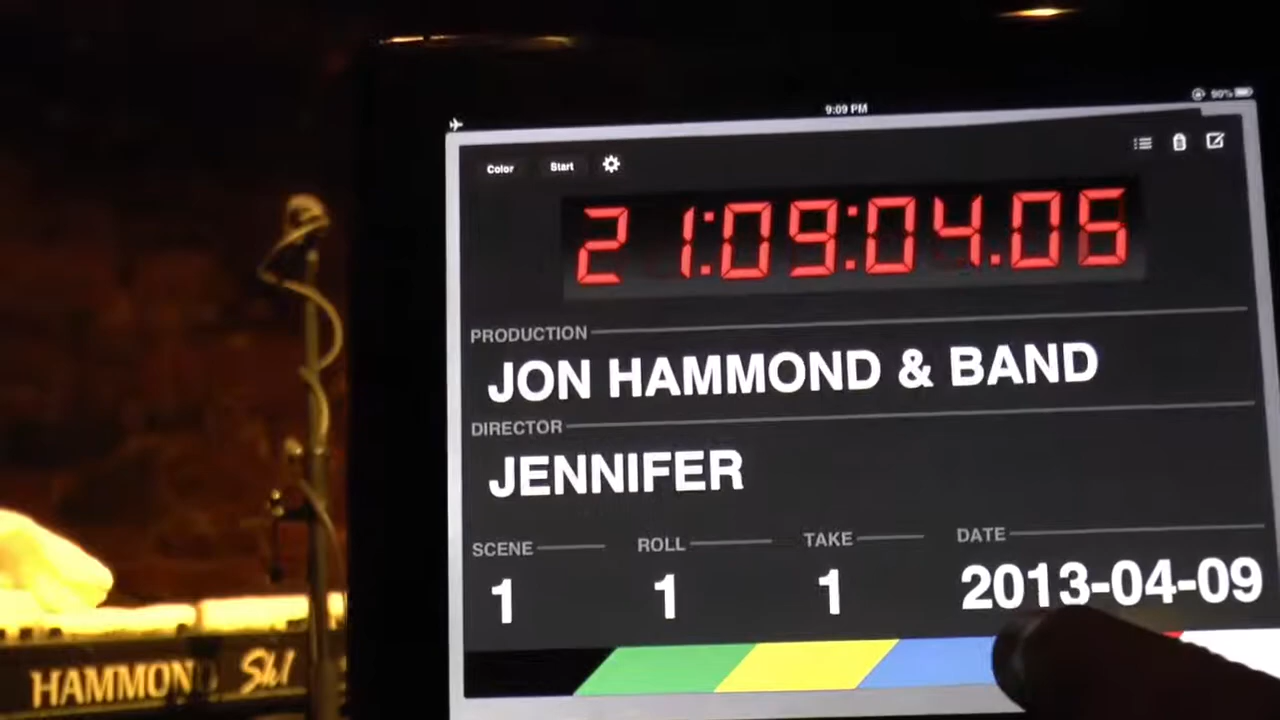 9:09 PM
90%
Color Start
21:09:04.05
PRODUCTION
JON HAMMOND & BAND
DIRECTOR
JENNIFER
SCENE ROLL TAKE DATE
1 1 1 2013-04-09
HAMMOND Sk1